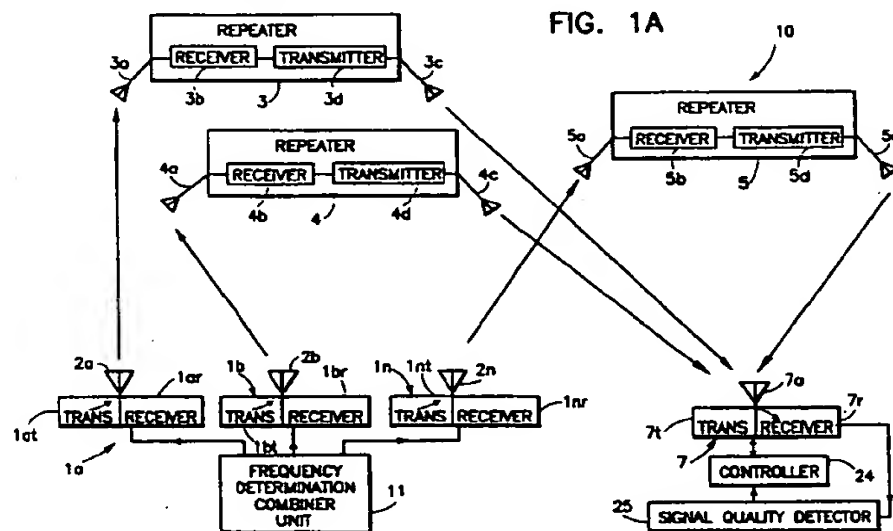 FIG. 1A
10
REPEATER
3a
RECEIVER
TRANSMITTER
3c
3b
3
3d
REPEATER
4a
RECEIVER
TRANSMITTER
4c
4b
4
4d
REPEATER
5a
RECEIVER
TRANSMITTER
5b
5
5d
2a
1ar
1b
2b
1br
1n
1nt
2n
TRANS
RECEIVER
TRANS
RECEIVER
TRANS
RECEIVER
1nr
1at
1bt
1a
FREQUENCY
DETERMINATION
COMBINER
UNIT
11
7a
7r
7t
TRANS
RECEIVER
7
CONTROLLER
24
25
SIGNAL QUALITY DETECTOR